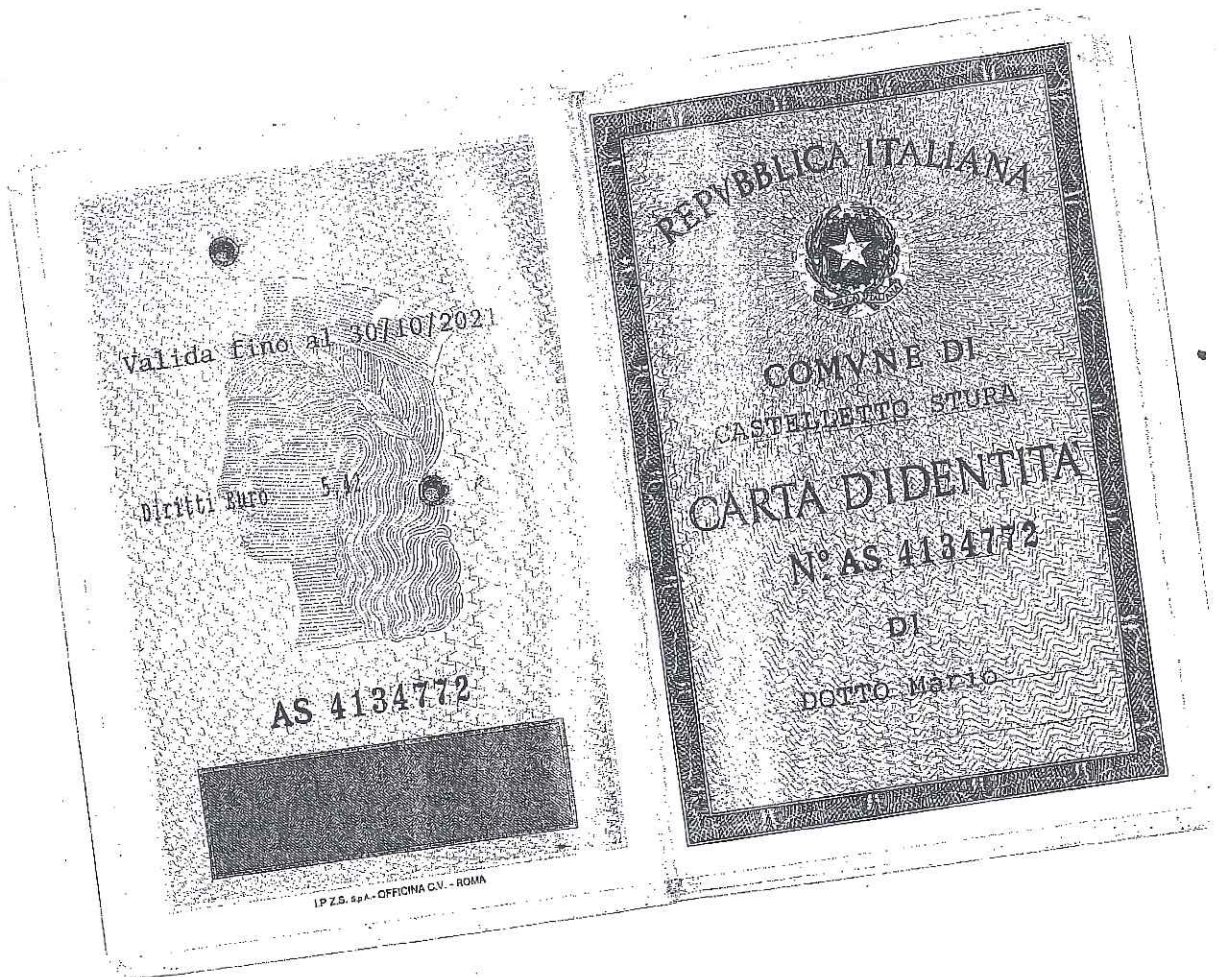 Valida fino al 30/10/2021
Diritti Euro 5,42
AS 4134772
I.P.Z.S. S.p.A. - OFFICINA C.V. - ROMA
REPVBBLICA ITALIANA
COMVNE DI
CASTELLETTO STURA
CARTA D'IDENTITÀ
N° AS 4134772
DI
DOTTO Mario